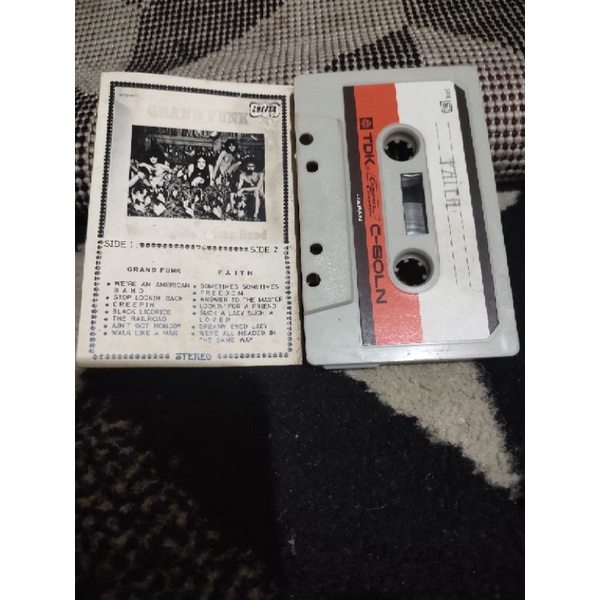 GRAND FUNK
SIDE 1
SIDE 2
GRAND FUNK
WE'RE AN AMERICAN
BAND
STOP LOOKIN BACK
CREEPIN
BLACK LICORICE
THE RAILROAD
AIN'T GOT NOBODY
WALK LIKE A MAN
FAITH
SOMETIMES SOMETIMES
FREEDOM
ANSWER TO THE MASTER
LOOKIN' FOR A FRIEND
SUCH A LADY SUCH A
LOVER
DREAMY EYED LADY
WE'RE ALL HEADED IN
THE SAME WAY
STEREO
TDK
C-60LN
JAPAN
FAITH